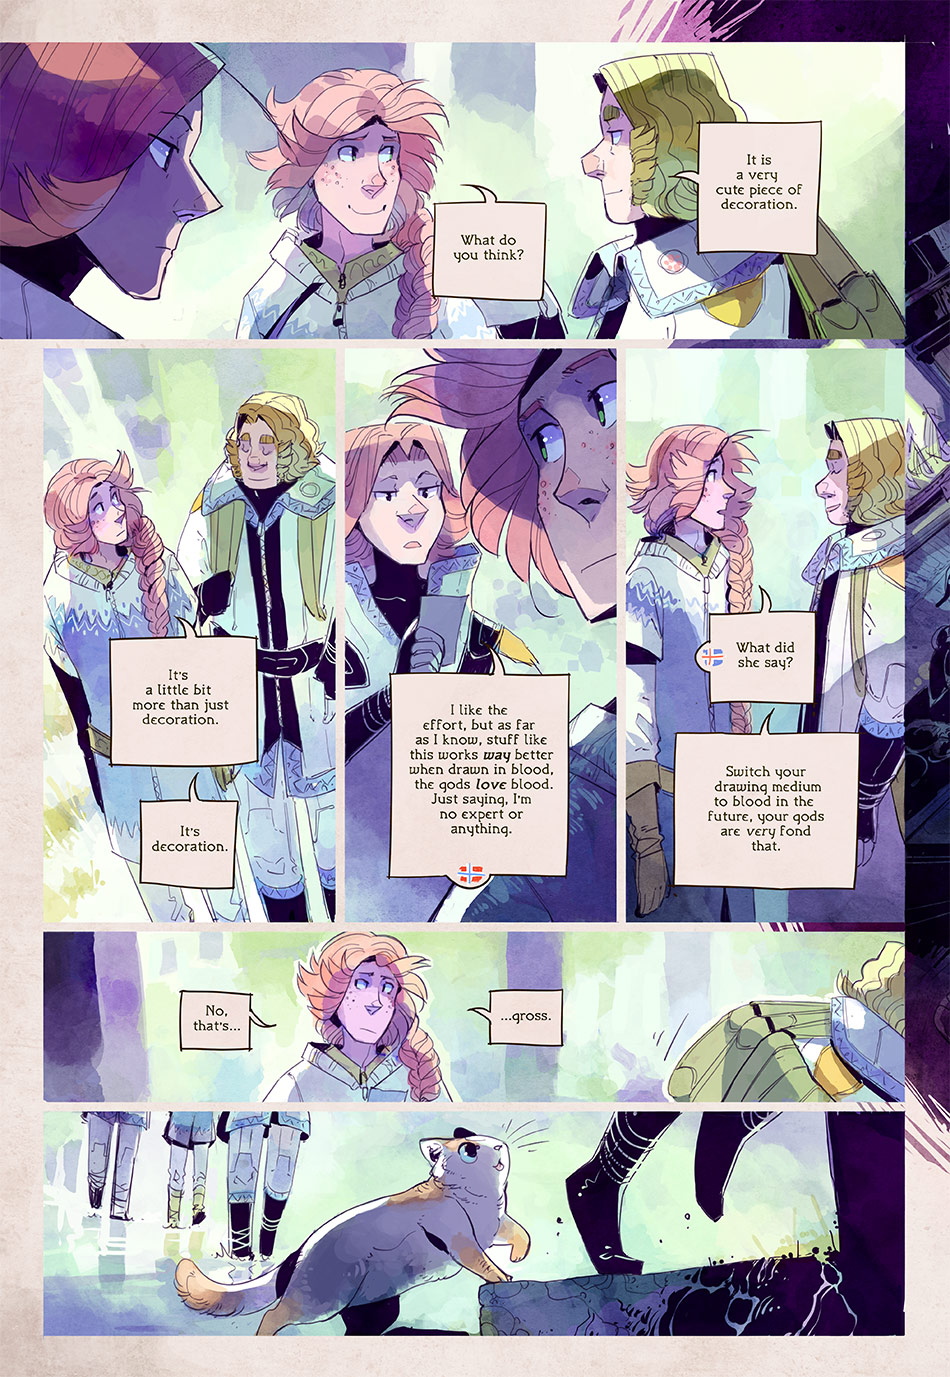 What do
you think?
It is
a very
cute piece of
decoration.
It's
a little bit
more than just
decoration.
It's
decoration.
I like the
effort, but as far
as I know, stuff like
this works way better
when drawn in blood,
the gods love blood.
Just saying, I'm
no expert or
anything.
What did
she say?
Switch your
drawing medium
to blood in the
future, your gods
are very fond
that.
No,
that's...
...gross.